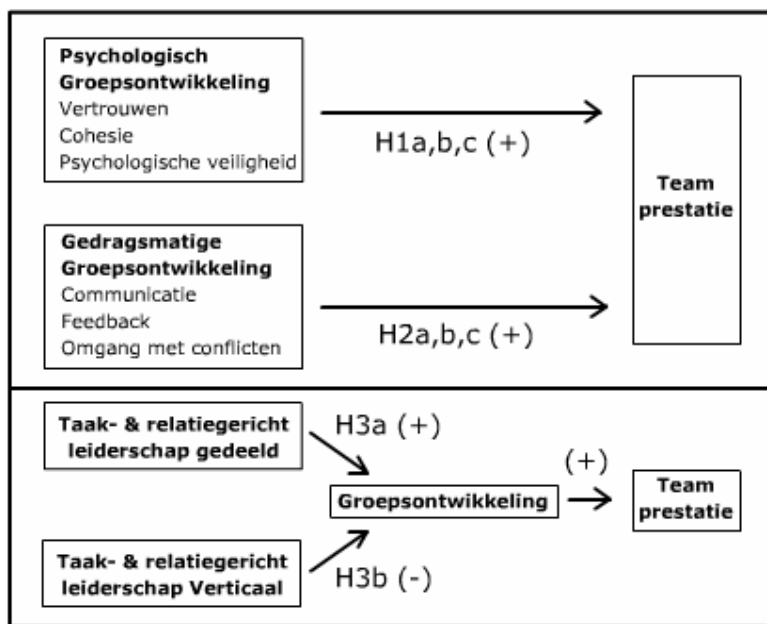 Psychologisch
Groepsontwikkeling
Vertrouwen
Cohesie
Psychologische veiligheid
H1a,b,c (+)
Team
prestatie
Gedragsmatige
Groepsontwikkeling
Communicatie
Feedback
Omgang met conflicten
H2a,b,c (+)
Taak- & relatiegericht
leiderschap gedeeld
H3a (+)
Groepsontwikkeling
(+)
Team
prestatie
Taak- & relatiegericht
leiderschap Verticaal
H3b (-)